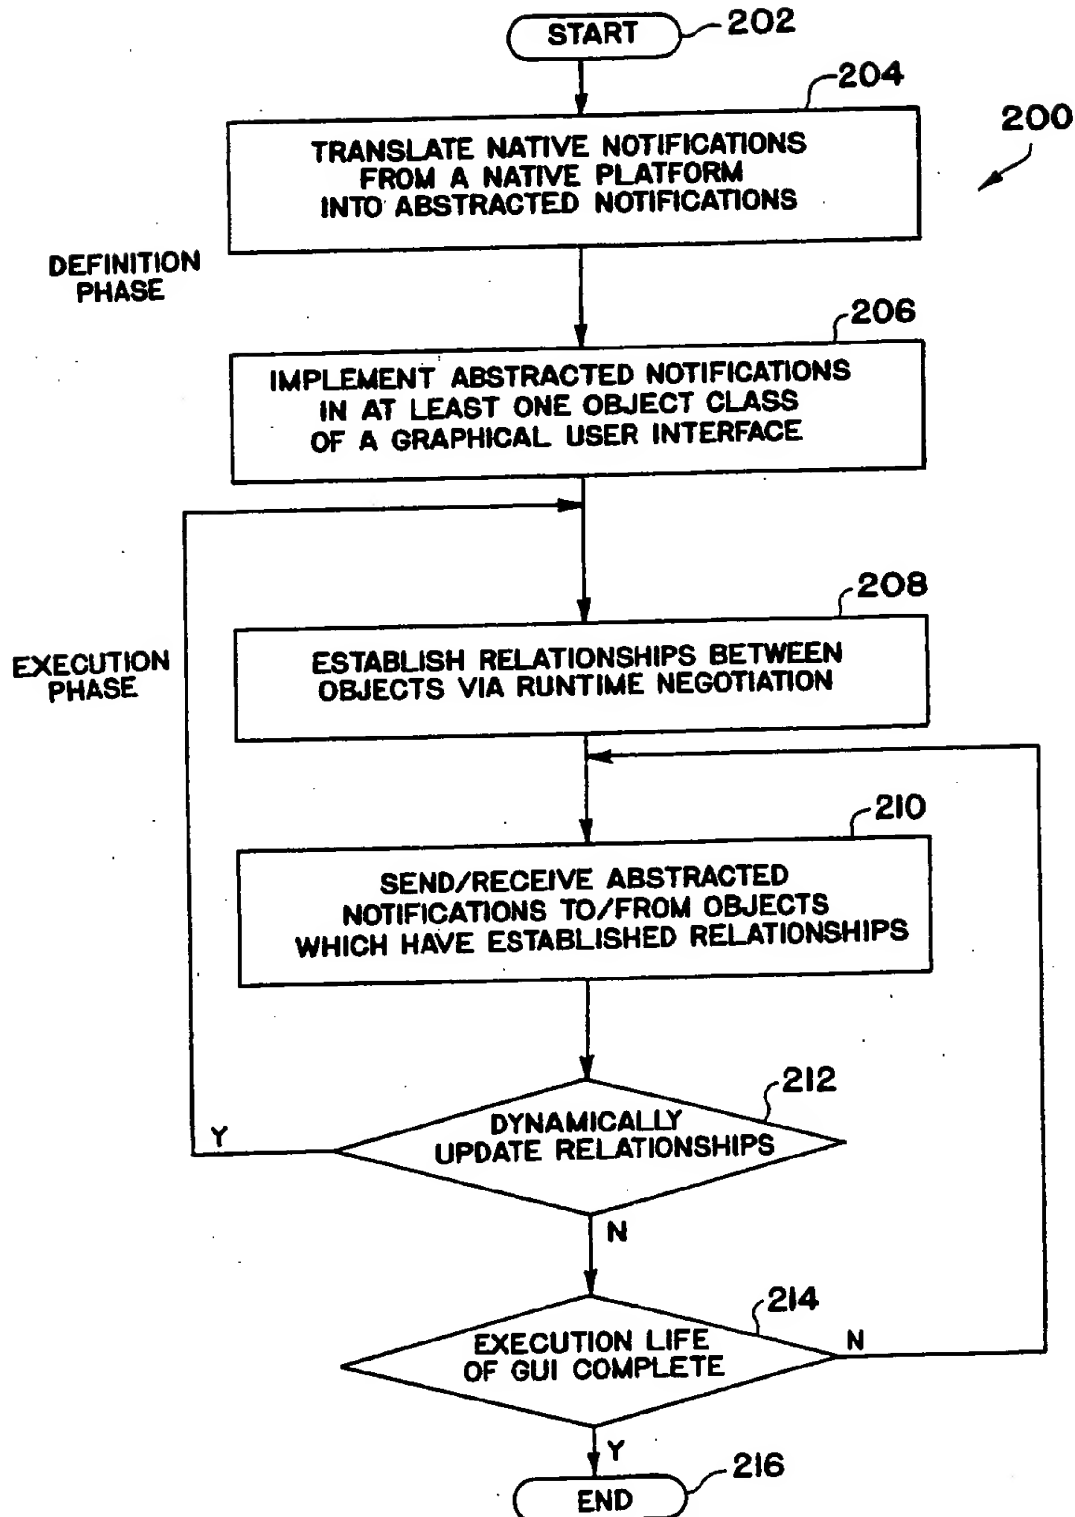 START
202
204
200
TRANSLATE NATIVE NOTIFICATIONS
FROM A NATIVE PLATFORM
INTO ABSTRACTED NOTIFICATIONS
DEFINITION
PHASE
206
IMPLEMENT ABSTRACTED NOTIFICATIONS
IN AT LEAST ONE OBJECT CLASS
OF A GRAPHICAL USER INTERFACE
208
EXECUTION
PHASE
ESTABLISH RELATIONSHIPS BETWEEN
OBJECTS VIA RUNTIME NEGOTIATION
210
SEND/RECEIVE ABSTRACTED
NOTIFICATIONS TO/FROM OBJECTS
WHICH HAVE ESTABLISHED RELATIONSHIPS
212
DYNAMICALLY
UPDATE RELATIONSHIPS
Y
N
214
EXECUTION LIFE
OF GUI COMPLETE
N
Y
216
END